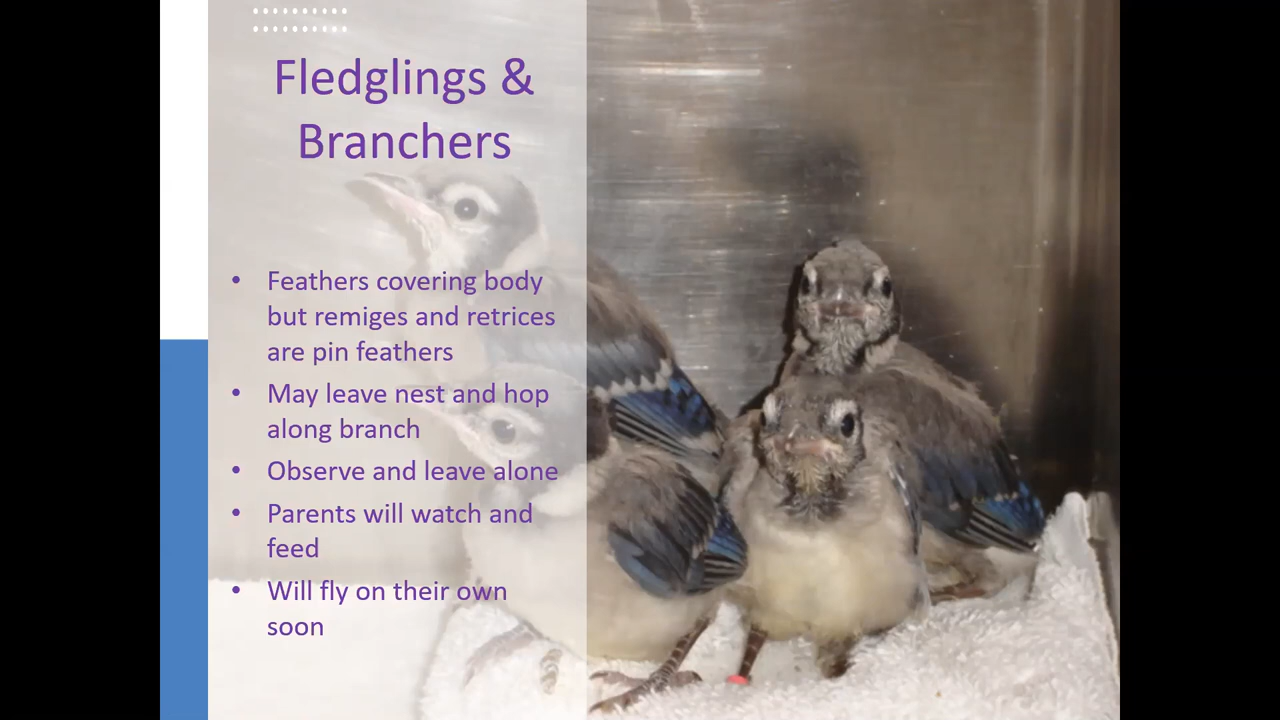 Fledglings &
Branchers
• Feathers covering body
but remiges and retrices
are pin feathers
• May leave nest and hop
along branch
• Observe and leave alone
• Parents will watch and
feed
• Will fly on their own
soon